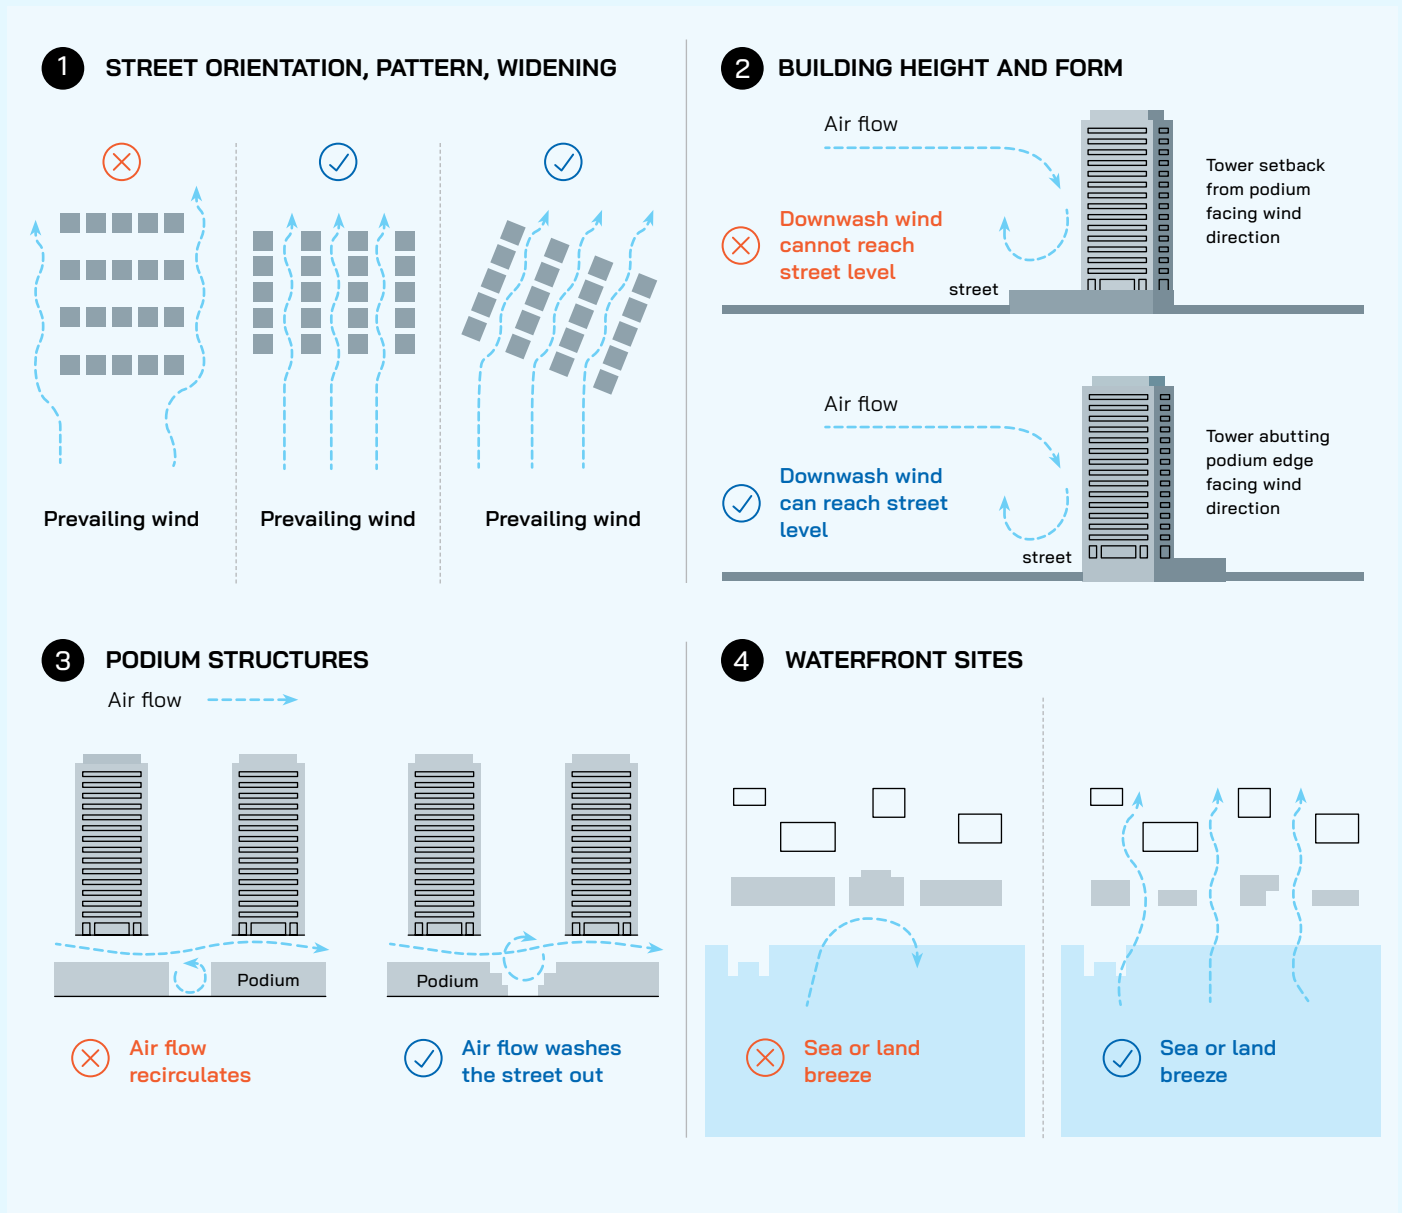 1 STREET ORIENTATION, PATTERN, WIDENING
Prevailing wind
Prevailing wind
Prevailing wind
2 BUILDING HEIGHT AND FORM
Air flow
Tower setback
from podium
facing wind
direction
Downwash wind
cannot reach
street level
street
Air flow
Tower abutting
podium edge
facing wind
direction
Downwash wind
can reach street
level
street
3 PODIUM STRUCTURES
Air flow
Podium
Air flow
recirculates
Podium
Air flow washes
the street out
4 WATERFRONT SITES
Sea or land
breeze
Sea or land
breeze